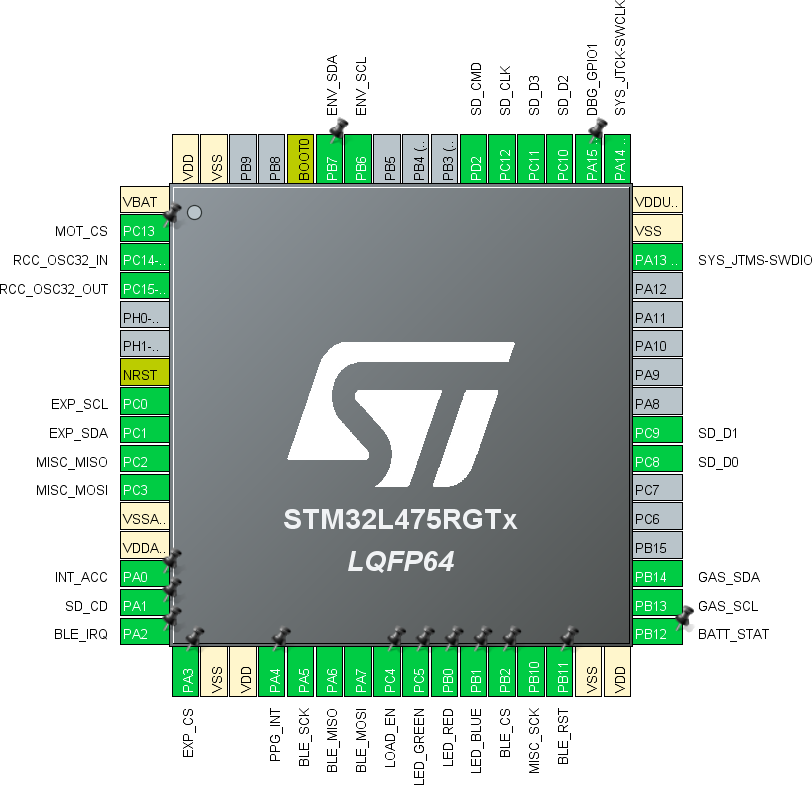 ENV_SDA
ENV_SCL
SD_CMD
SD_CLK
SD_D3
SD_D2
DBG_GPIO1
SYS_JTCK-SWCLK
VDD
VSS
PB9
PB8
BOOT0
PB7
PB6
PB5
PB4 (..
PB3 (..
PD2
PC12
PC11
PC10
PA15 ..
PA14 ..
VBAT
MOT_CS PC13
RCC_OSC32_IN PC14-..
RCC_OSC32_OUT PC15-..
PH0-..
PH1-..
NRST
EXP_SCL PC0
EXP_SDA PC1
MISC_MISO PC2
MISC_MOSI PC3
VSSA..
VDDA..
INT_ACC PA0
SD_CD PA1
BLE_IRQ PA2
ST
STM32L475RGTx
LQFP64
VDDU..
VSS
PA13 .. SYS_JTMS-SWDIO
PA12
PA11
PA10
PA9
PA8
PC9 SD_D1
PC8 SD_D0
PC7
PC6
PB15
PB14 GAS_SDA
PB13 GAS_SCL
PB12 BATT_STAT
PA3
VSS
VDD
PA4
PA5
PA6
PA7
PC4
PC5
PB0
PB1
PB2
PB10
PB11
VSS
VDD
EXP_CS
PPG_INT
BLE_SCK
BLE_MISO
BLE_MOSI
LOAD_EN
LED_GREEN
LED_RED
LED_BLUE
BLE_CS
MISC_SCK
BLE_RST